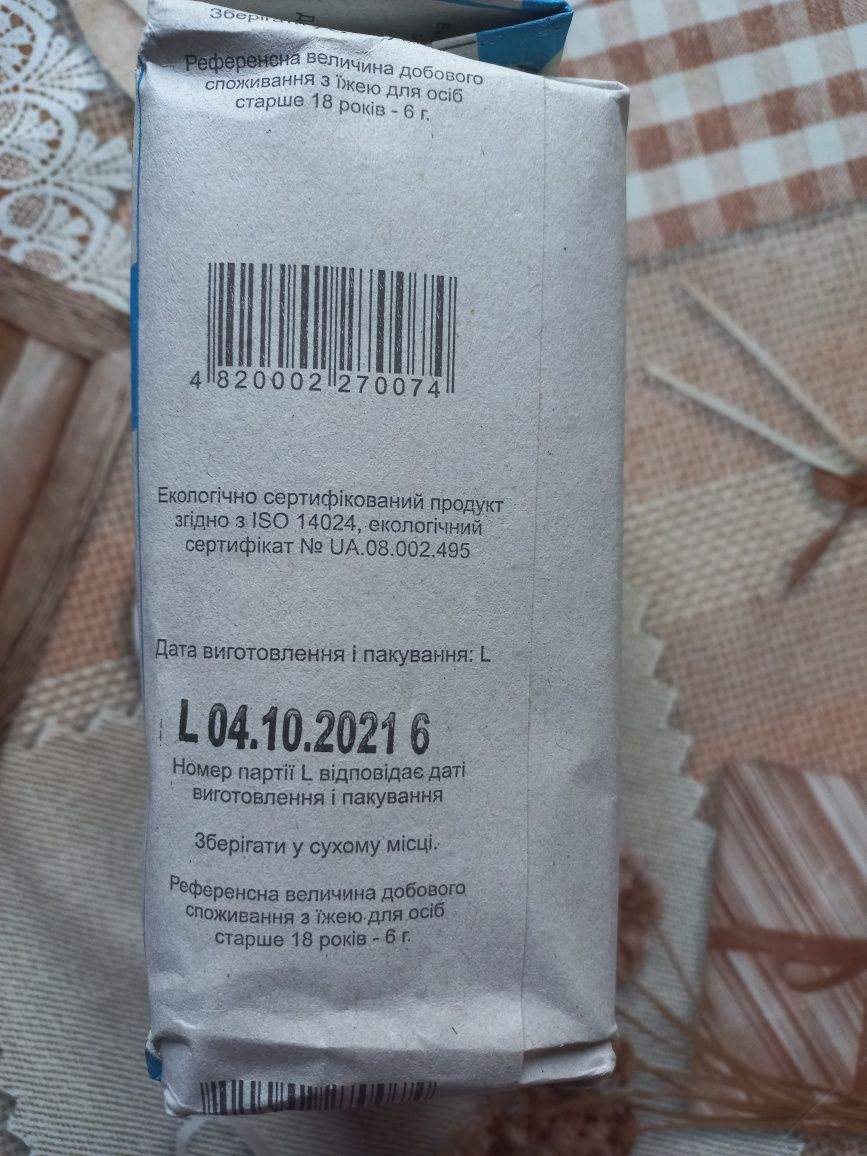 Зберігати
Референсна величина добового
споживання з їжею для осіб
старше 18 років - 6 г.
4 820002 270074
Екологічно сертифікований продукт
згідно з ISO 14024, екологічний
сертифікат № UA.08.002.495
Дата виготовлення і пакування: L
L 04.10.2021 6
Номер партії L відповідає даті
виготовлення і пакування
Зберігати у сухому місці.
Референсна величина добового
споживання з їжею для осіб
старше 18 років - 6 г.